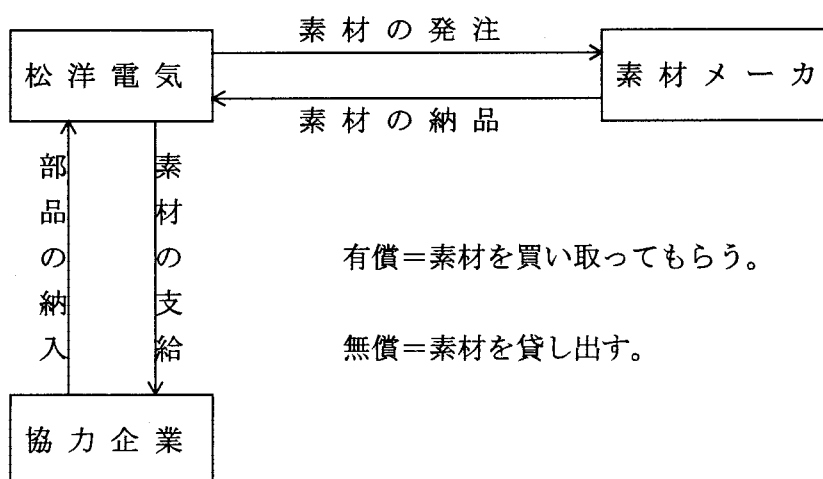 素材の発注
松洋電気
素材メーカ
素材の納品
部品の納入
素材の支給
有償＝素材を買い取ってもらう。
無償＝素材を貸し出す。
協力企業